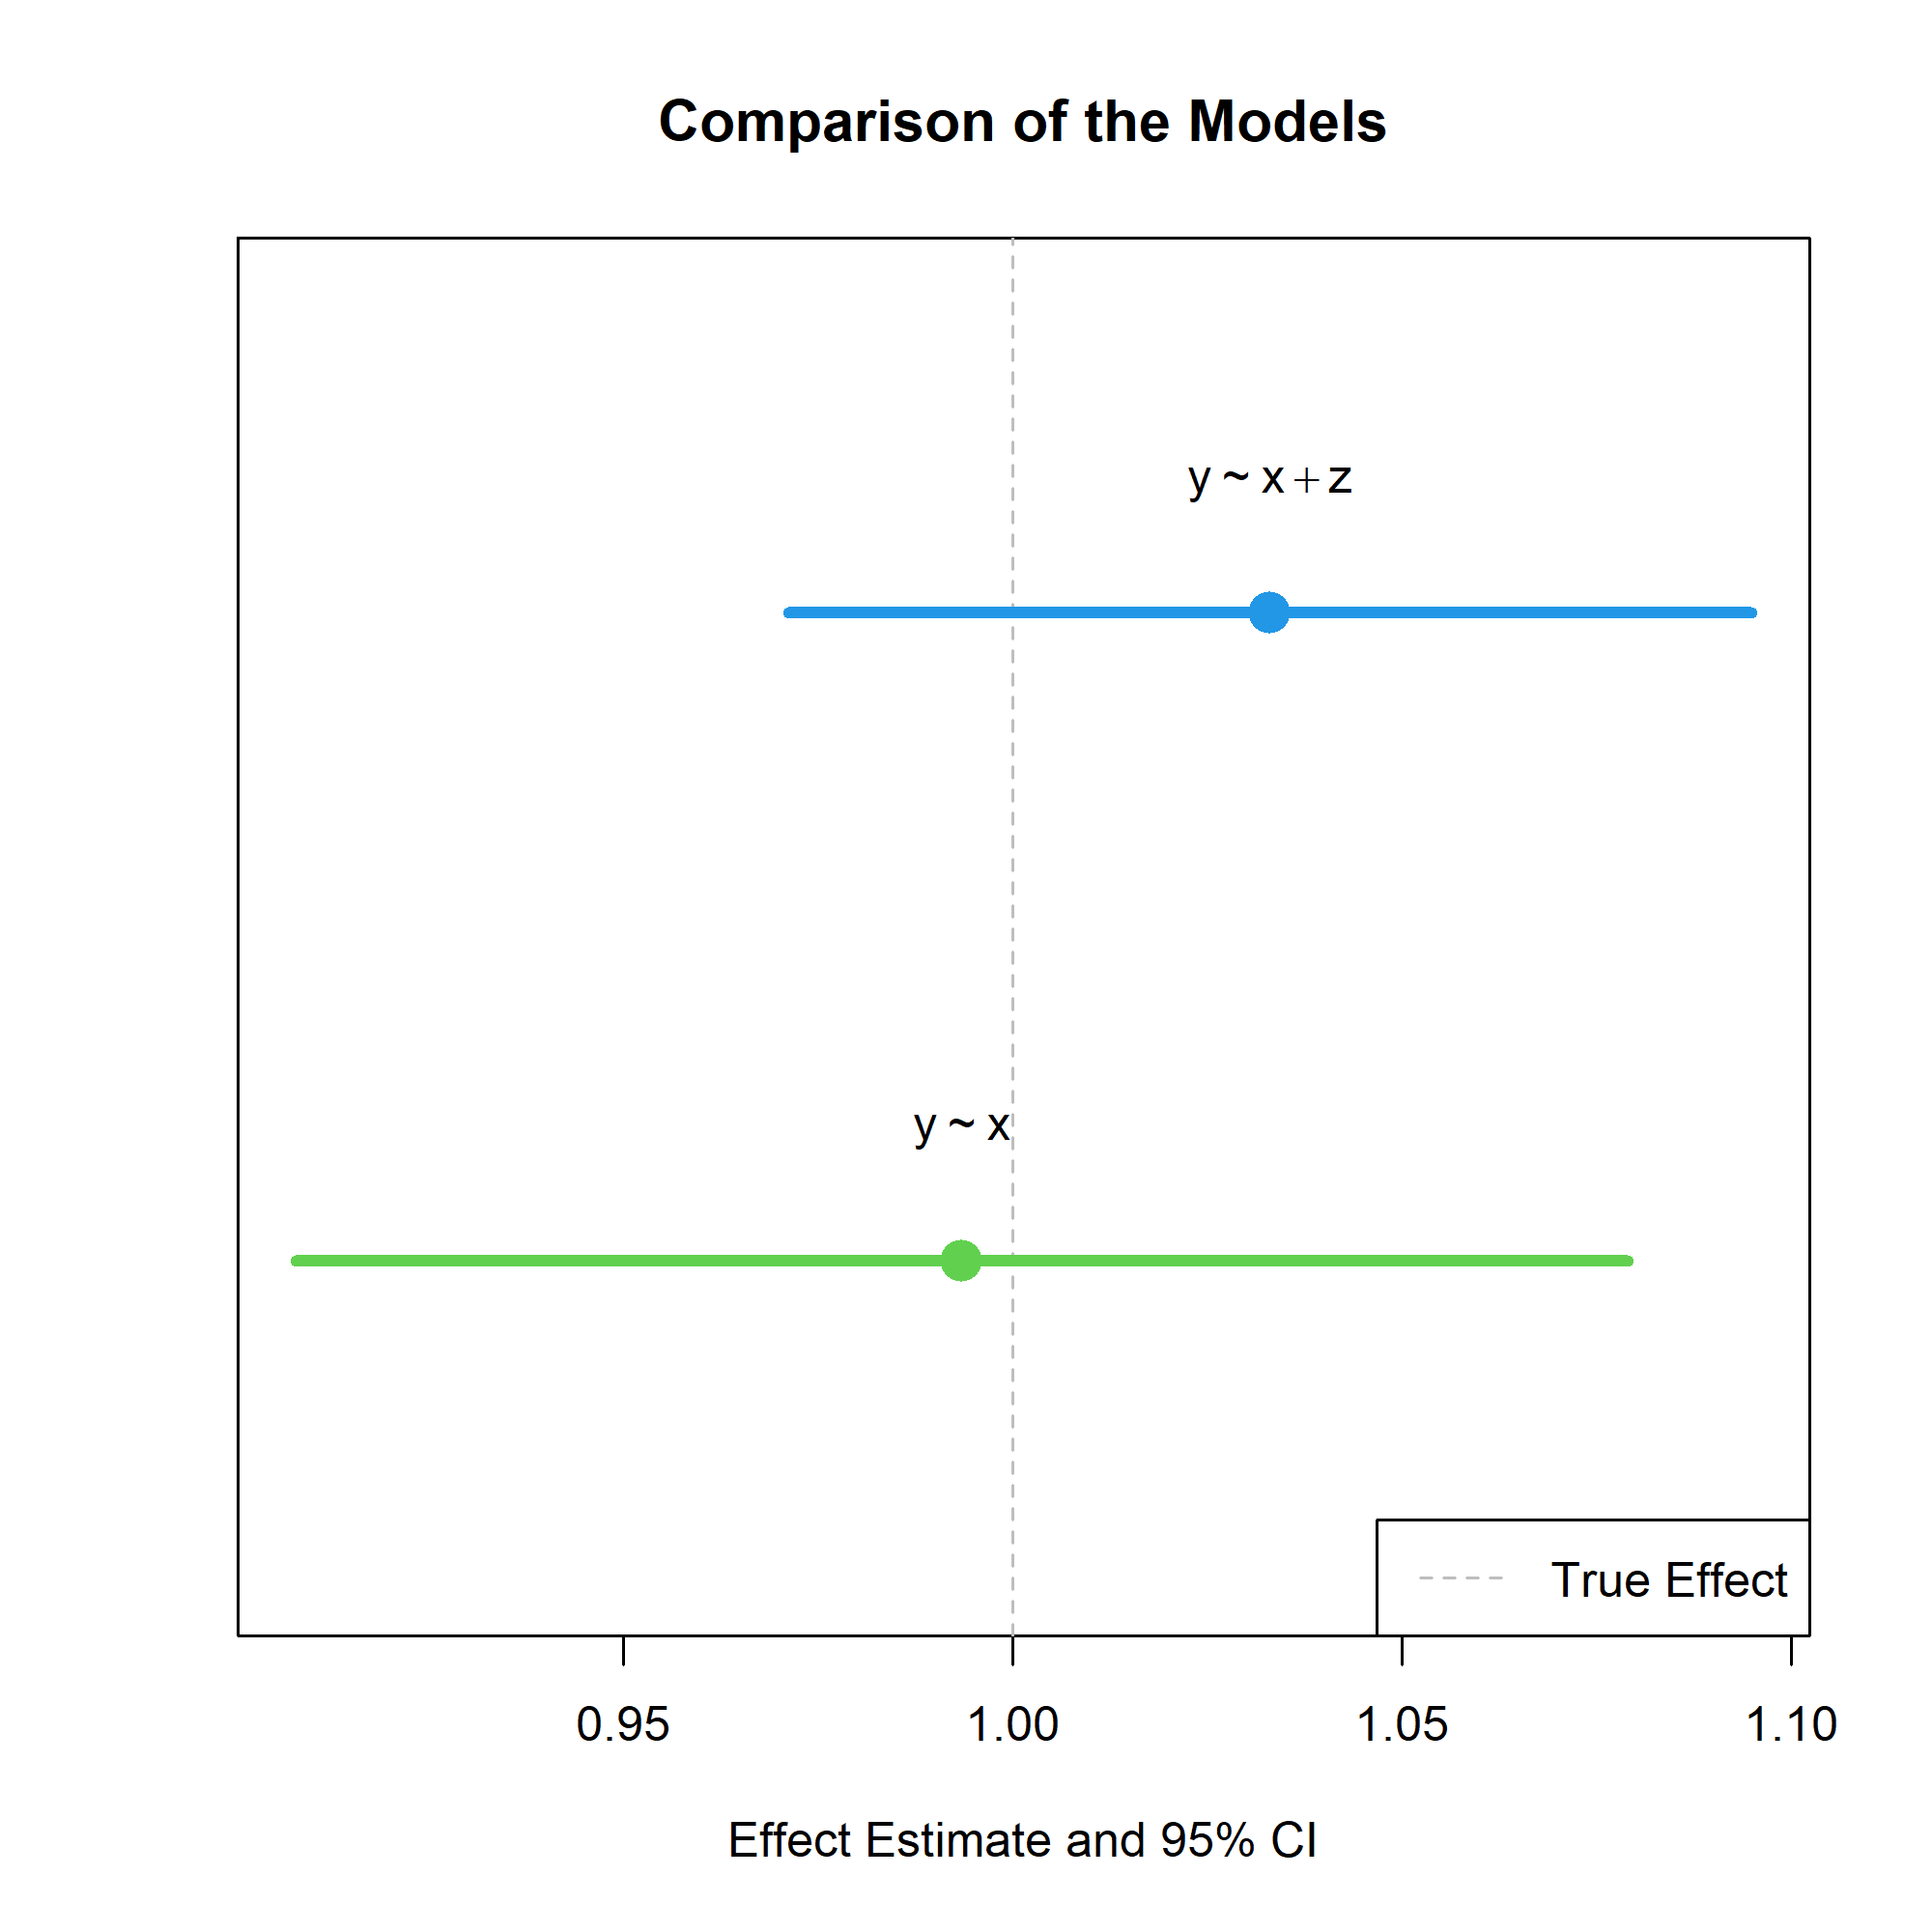 Comparison of the Models
y ~ x + z
y ~ x
True Effect
0.95 1.00 1.05 1.10
Effect Estimate and 95% CI